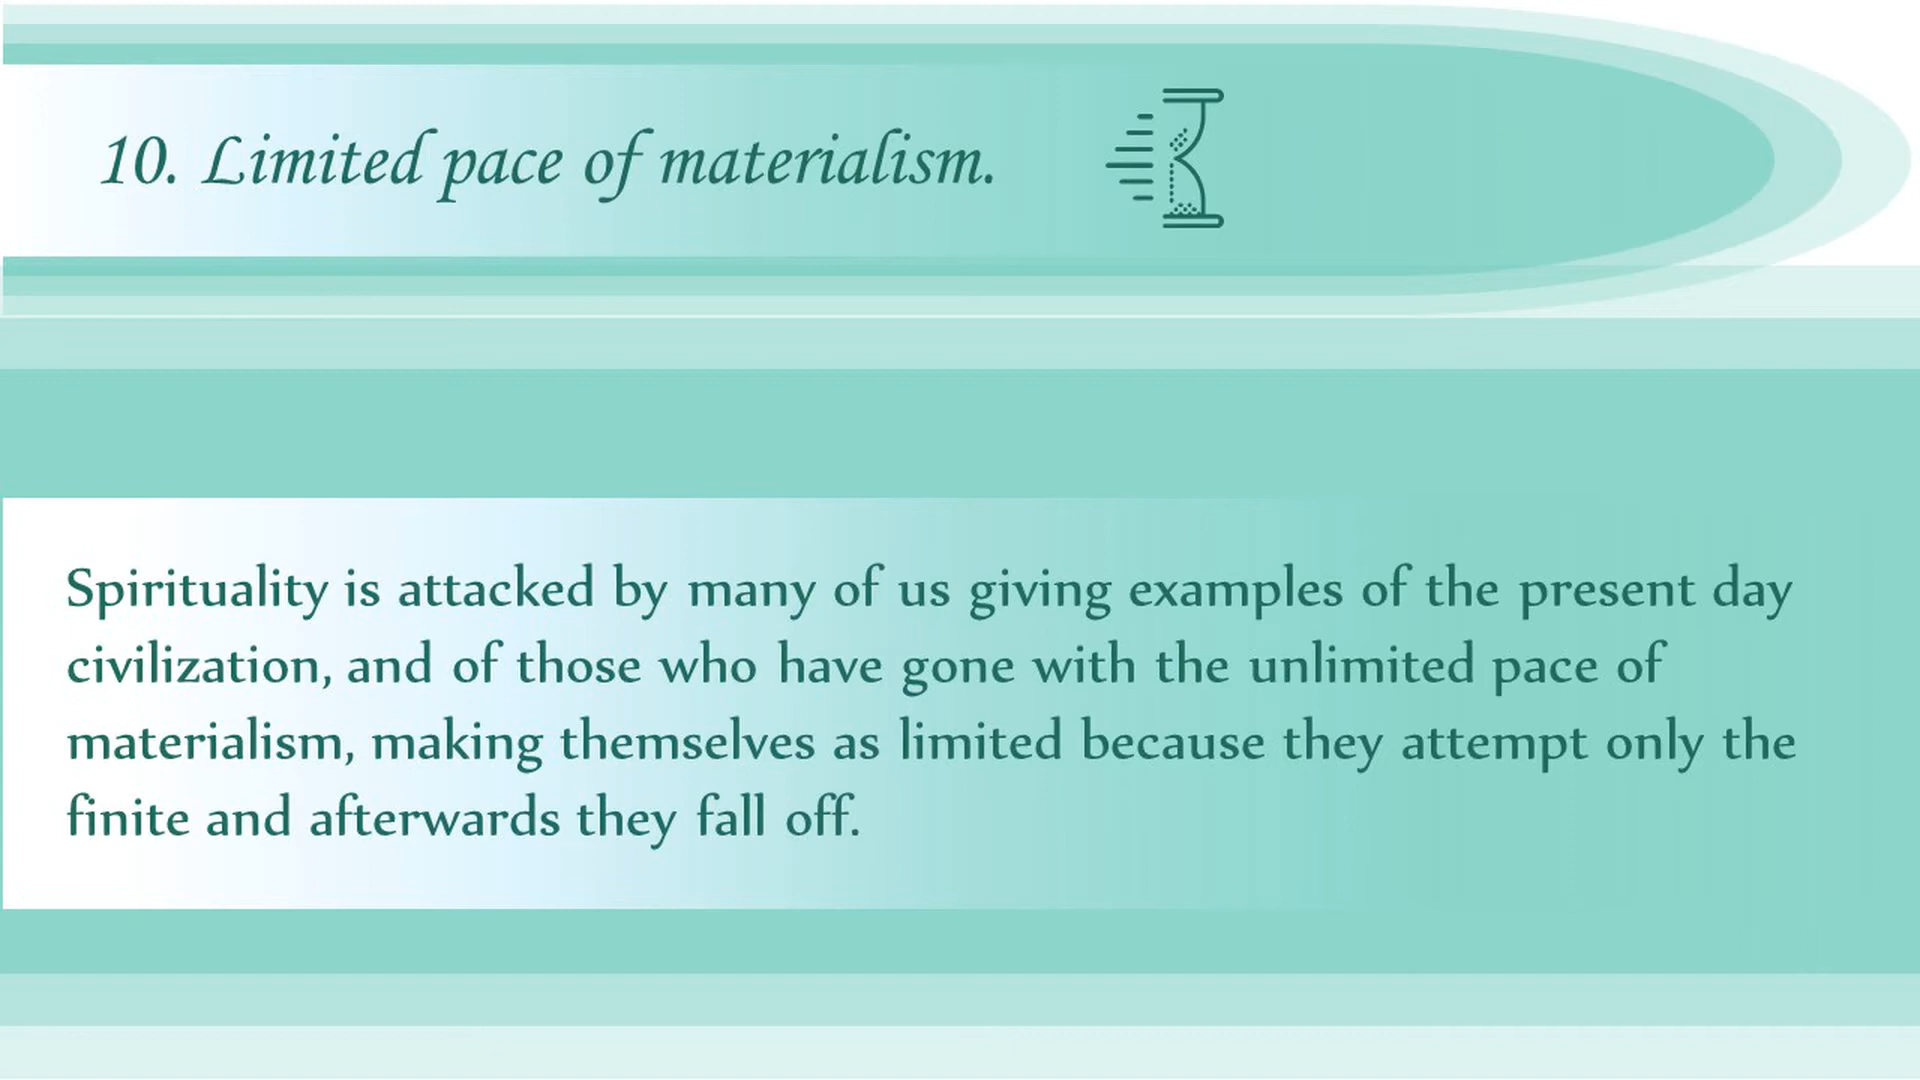 10. Limited pace of materialism.
Spirituality is attacked by many of us giving examples of the present day
civilization, and of those who have gone with the unlimited pace of
materialism, making themselves as limited because they attempt only the
finite and afterwards they fall off.